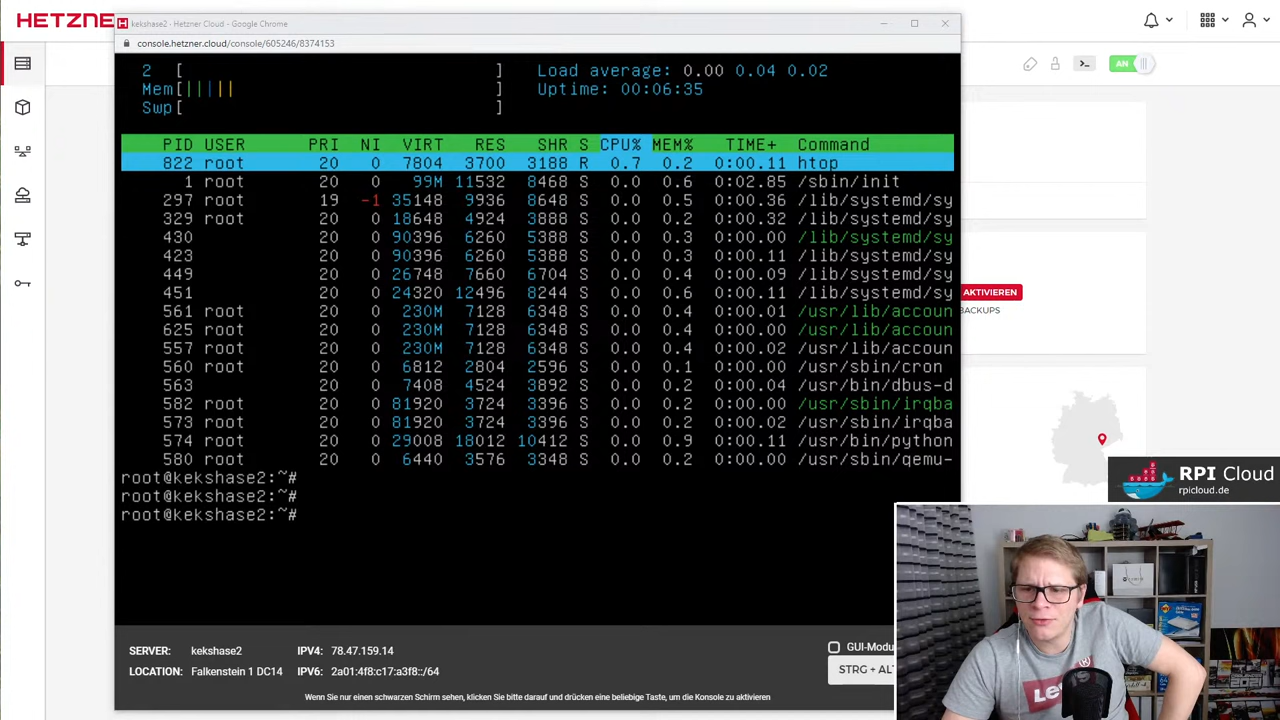 HETZNE
kekshase2 · Hetzner Cloud - Google Chrome
console.hetzner.cloud/console/605246/8374153
AN
2 [ ] Load average: 0.00 0.04 0.02
Mem[||||| ] Uptime: 00:06:35
Swp[ ]
PID USER PRI NI VIRT RES SHR S CPU% MEM% TIME+ Command
822 root 20 0 7804 3700 3188 R 0.7 0.2 0:00.11 htop
1 root 20 0 99M 11532 8468 S 0.0 0.6 0:02.85 /sbin/init
297 root 19 -1 35148 9936 8648 S 0.0 0.5 0:00.36 /lib/systemd/sy
329 root 20 0 18648 4924 3888 S 0.0 0.2 0:00.32 /lib/systemd/sy
430 20 0 90396 6260 5388 S 0.0 0.3 0:00.00 /lib/systemd/sy
423 20 0 90396 6260 5388 S 0.0 0.3 0:00.11 /lib/systemd/sy
449 20 0 26748 7660 6704 S 0.0 0.4 0:00.09 /lib/systemd/sy
451 20 0 24320 12496 8244 S 0.0 0.6 0:00.11 /lib/systemd/sy
561 root 20 0 230M 7128 6348 S 0.0 0.4 0:00.01 /usr/lib/accoun
625 root 20 0 230M 7128 6348 S 0.0 0.4 0:00.00 /usr/lib/accoun
557 root 20 0 230M 7128 6348 S 0.0 0.4 0:00.02 /usr/lib/accoun
560 root 20 0 6812 2804 2596 S 0.0 0.1 0:00.00 /usr/sbin/cron
563 20 0 7408 4524 3892 S 0.0 0.2 0:00.04 /usr/bin/dbus-d
582 root 20 0 81920 3724 3396 S 0.0 0.2 0:00.00 /usr/sbin/irqba
573 root 20 0 81920 3724 3396 S 0.0 0.2 0:00.02 /usr/sbin/irqba
574 root 20 0 29008 18012 10412 S 0.0 0.9 0:00.11 /usr/bin/python
580 root 20 0 6440 3576 3348 S 0.0 0.2 0:00.00 /usr/sbin/qemu-
root@kekshase2:~#
root@kekshase2:~#
root@kekshase2:~#
AKTIVIEREN
BACKUPS
RPI Cloud
rpicloud.de
SERVER: kekshase2 IPV4: 78.47.159.14
LOCATION: Falkenstein 1 DC14 IPV6: 2a01:4f8:c17:a3f8::/64
GUI-Modu
STRG + AL
Wenn Sie nur einen schwarzen Schirm sehen, klicken Sie bitte darauf und drücken eine beliebige Taste, um die Konsole zu aktivieren